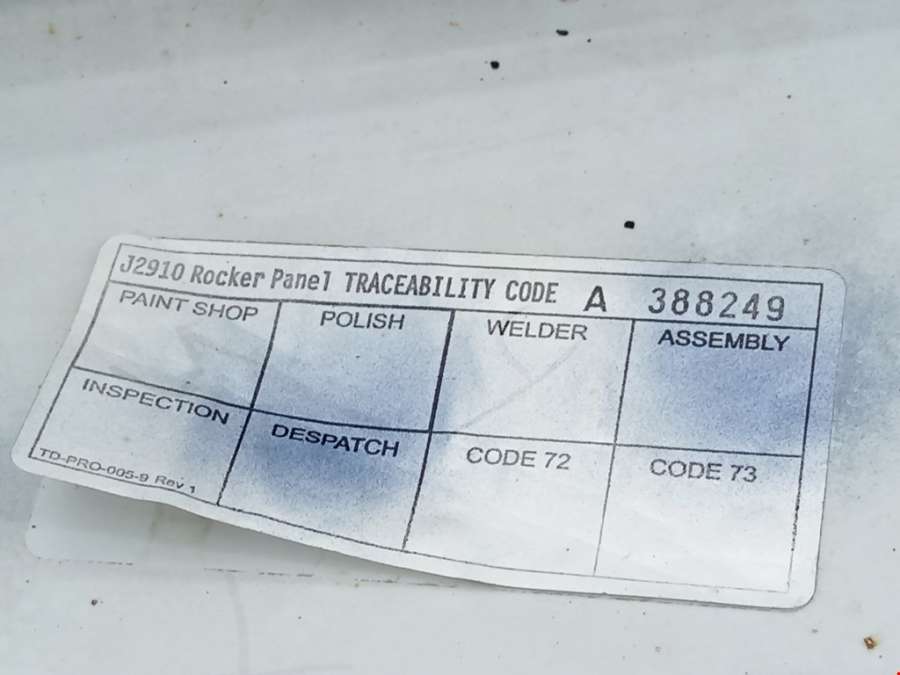 J2910 Rocker Panel TRACEABILITY CODE A 388249
PAINT SHOP POLISH WELDER ASSEMBLY
INSPECTION DESPATCH CODE 72 CODE 73
TD-PRO-005-9 Rev 1